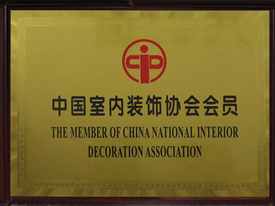 中国室内装饰协会会员
THE MEMBER OF CHINA NATIONAL INTERIOR
DECORATION ASSOCIATION